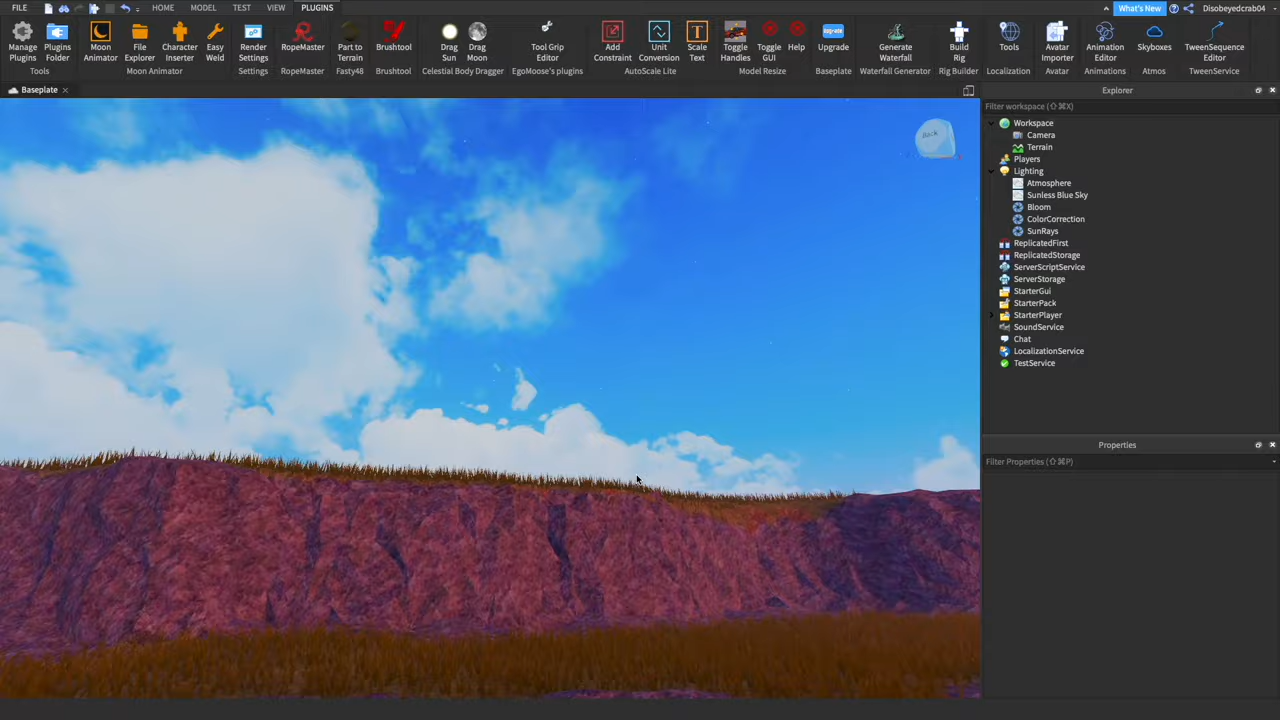 FILE HOME MODEL TEST VIEW PLUGINS What's New Disobeyedcrab04
Manage Plugins
Plugins Folder
Tools
Moon Animator
File Explorer
Character Inserter
Easy Weld
Moon Animator
Render Settings
Settings
RopeMaster
RopeMaster
Part to Terrain
Fasty48
Brushtool
Brushtool
Drag Sun
Drag Moon
Celestial Body Dragger
Tool Grip Editor
EgoMoose's plugins
Add Constraint
Unit Conversion
Scale Text
AutoScale Lite
Toggle Handles
Toggle GUI
Help
Model Resize
Upgrade
Baseplate
Generate Waterfall
Waterfall Generator
Build Rig
Rig Builder
Tools
Localization
Avatar Importer
Avatar
Animation Editor
Animations
Skyboxes
Atmos
TweenSequence Editor
TweenService
Baseplate
Back
Explorer
Filter workspace (⇧⌘X)
Workspace
Camera
Terrain
Players
Lighting
Atmosphere
Sunless Blue Sky
Bloom
ColorCorrection
SunRays
ReplicatedFirst
ReplicatedStorage
ServerScriptService
ServerStorage
StarterGui
StarterPack
StarterPlayer
SoundService
Chat
LocalizationService
TestService
Properties
Filter Properties (⇧⌘P)